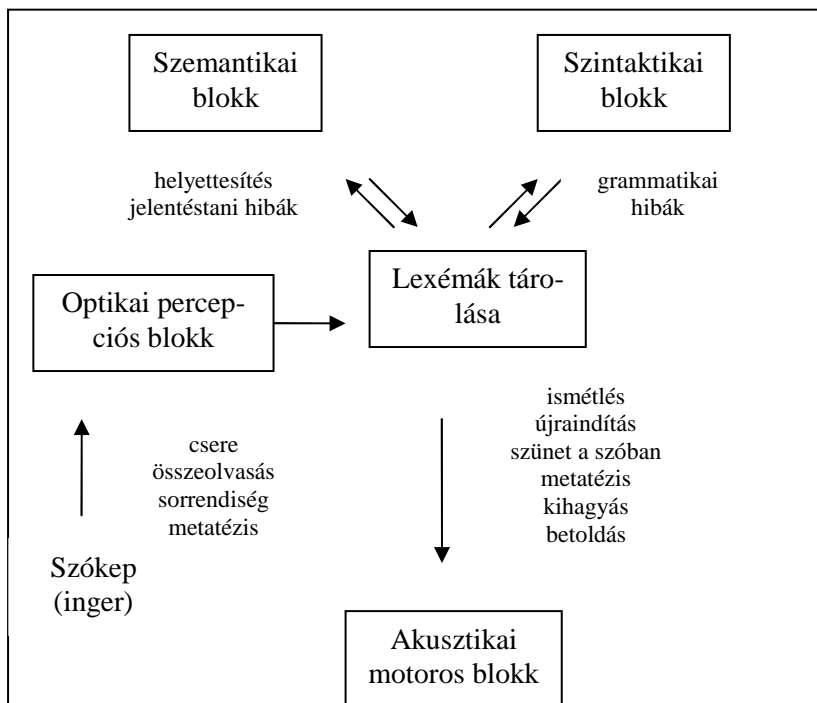 Szemantikai
blokk
Szintaktikai
blokk
helyettesítés
jelentéstani hibák
grammatikai
hibák
Optikai percep-
ciós blokk
Lexémák táro-
lása
csere
összeolvasás
sorrendiség
metatézis
ismétlés
újraindítás
szünet a szóban
metatézis
kihagyás
betoldás
Szókep
(inger)
Akusztikai
motoros blokk